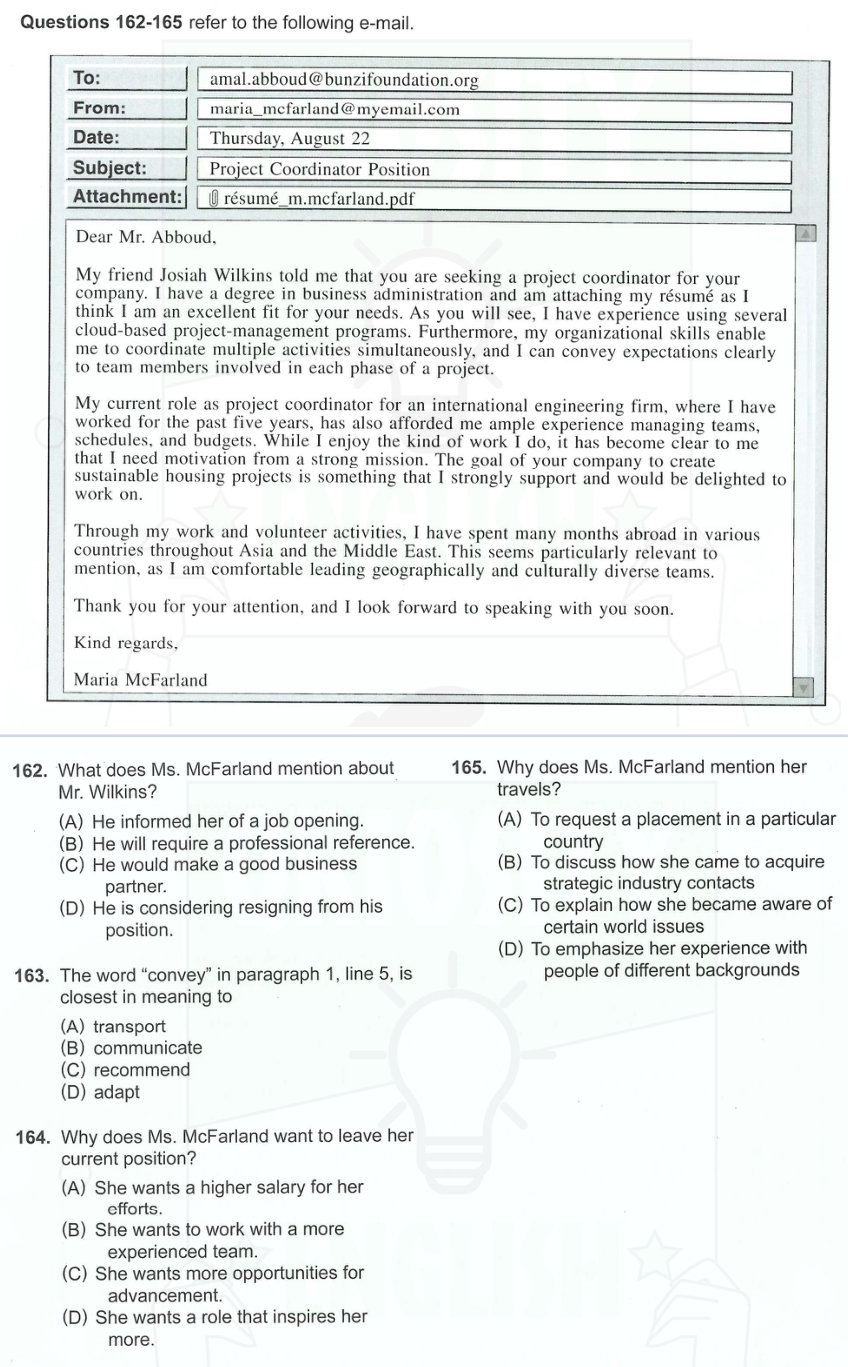 Questions 162-165 refer to the following e-mail.
To:
amal.abboud@bunzifoundation.org
From:
maria_mcfarland@myemail.com
Date:
Thursday, August 22
Subject:
Project Coordinator Position
Attachment:
résumé_m.mcfarland.pdf
Dear Mr. Abboud,
My friend Josiah Wilkins told me that you are seeking a project coordinator for your
company. I have a degree in business administration and am attaching my résumé as I
think I am an excellent fit for your needs. As you will see, I have experience using several
cloud-based project-management programs. Furthermore, my organizational skills enable
me to coordinate multiple activities simultaneously, and I can convey expectations clearly
to team members involved in each phase of a project.
My current role as project coordinator for an international engineering firm, where I have
worked for the past five years, has also afforded me ample experience managing teams,
schedules, and budgets. While I enjoy the kind of work I do, it has become clear to me
that I need motivation from a strong mission. The goal of your company to create
sustainable housing projects is something that I strongly support and would be delighted to
work on.
Through my work and volunteer activities, I have spent many months abroad in various
countries throughout Asia and the Middle East. This seems particularly relevant to
mention, as I am comfortable leading geographically and culturally diverse teams.
Thank you for your attention, and I look forward to speaking with you soon.
Kind regards,
Maria McFarland
162. What does Ms. McFarland mention about
Mr. Wilkins?
(A) He informed her of a job opening.
(B) He will require a professional reference.
(C) He would make a good business
partner.
(D) He is considering resigning from his
position.
163. The word “convey” in paragraph 1, line 5, is
closest in meaning to
(A) transport
(B) communicate
(C) recommend
(D) adapt
164. Why does Ms. McFarland want to leave her
current position?
(A) She wants a higher salary for her
efforts.
(B) She wants to work with a more
experienced team.
(C) She wants more opportunities for
advancement.
(D) She wants a role that inspires her
more.
165. Why does Ms. McFarland mention her
travels?
(A) To request a placement in a particular
country
(B) To discuss how she came to acquire
strategic industry contacts
(C) To explain how she became aware of
certain world issues
(D) To emphasize her experience with
people of different backgrounds
ENGLISH